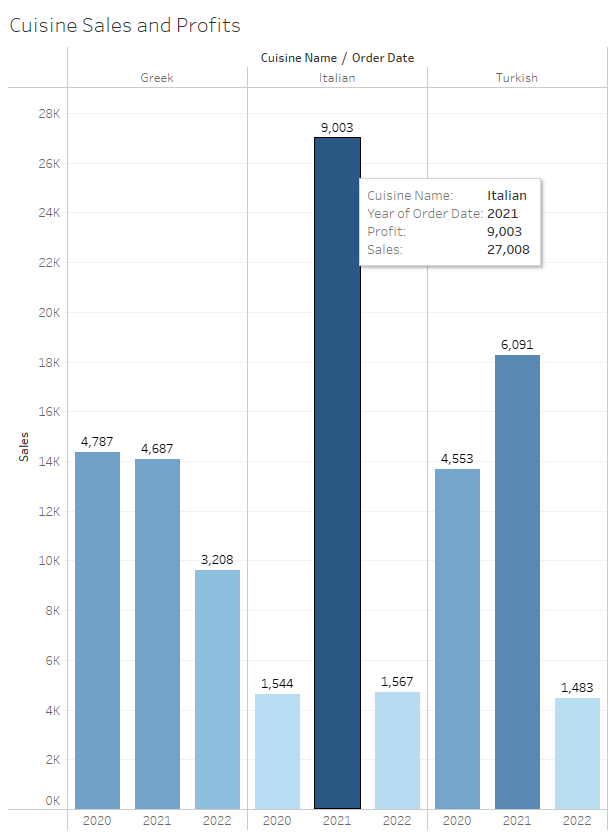 Cuisine Sales and Profits
Cuisine Name / Order Date
Greek Italian Turkish
28K
9,003
26K
Cuisine Name: Italian
Year of Order Date: 2021
Profit: 9,003
Sales: 27,008
24K
22K
20K
18K
6,091
16K
Sales
4,787 4,687
4,553
14K
12K
10K
3,208
8K
6K
1,544 1,567 1,483
4K
2K
0K
2020 2021 2022 2020 2021 2022 2020 2021 2022